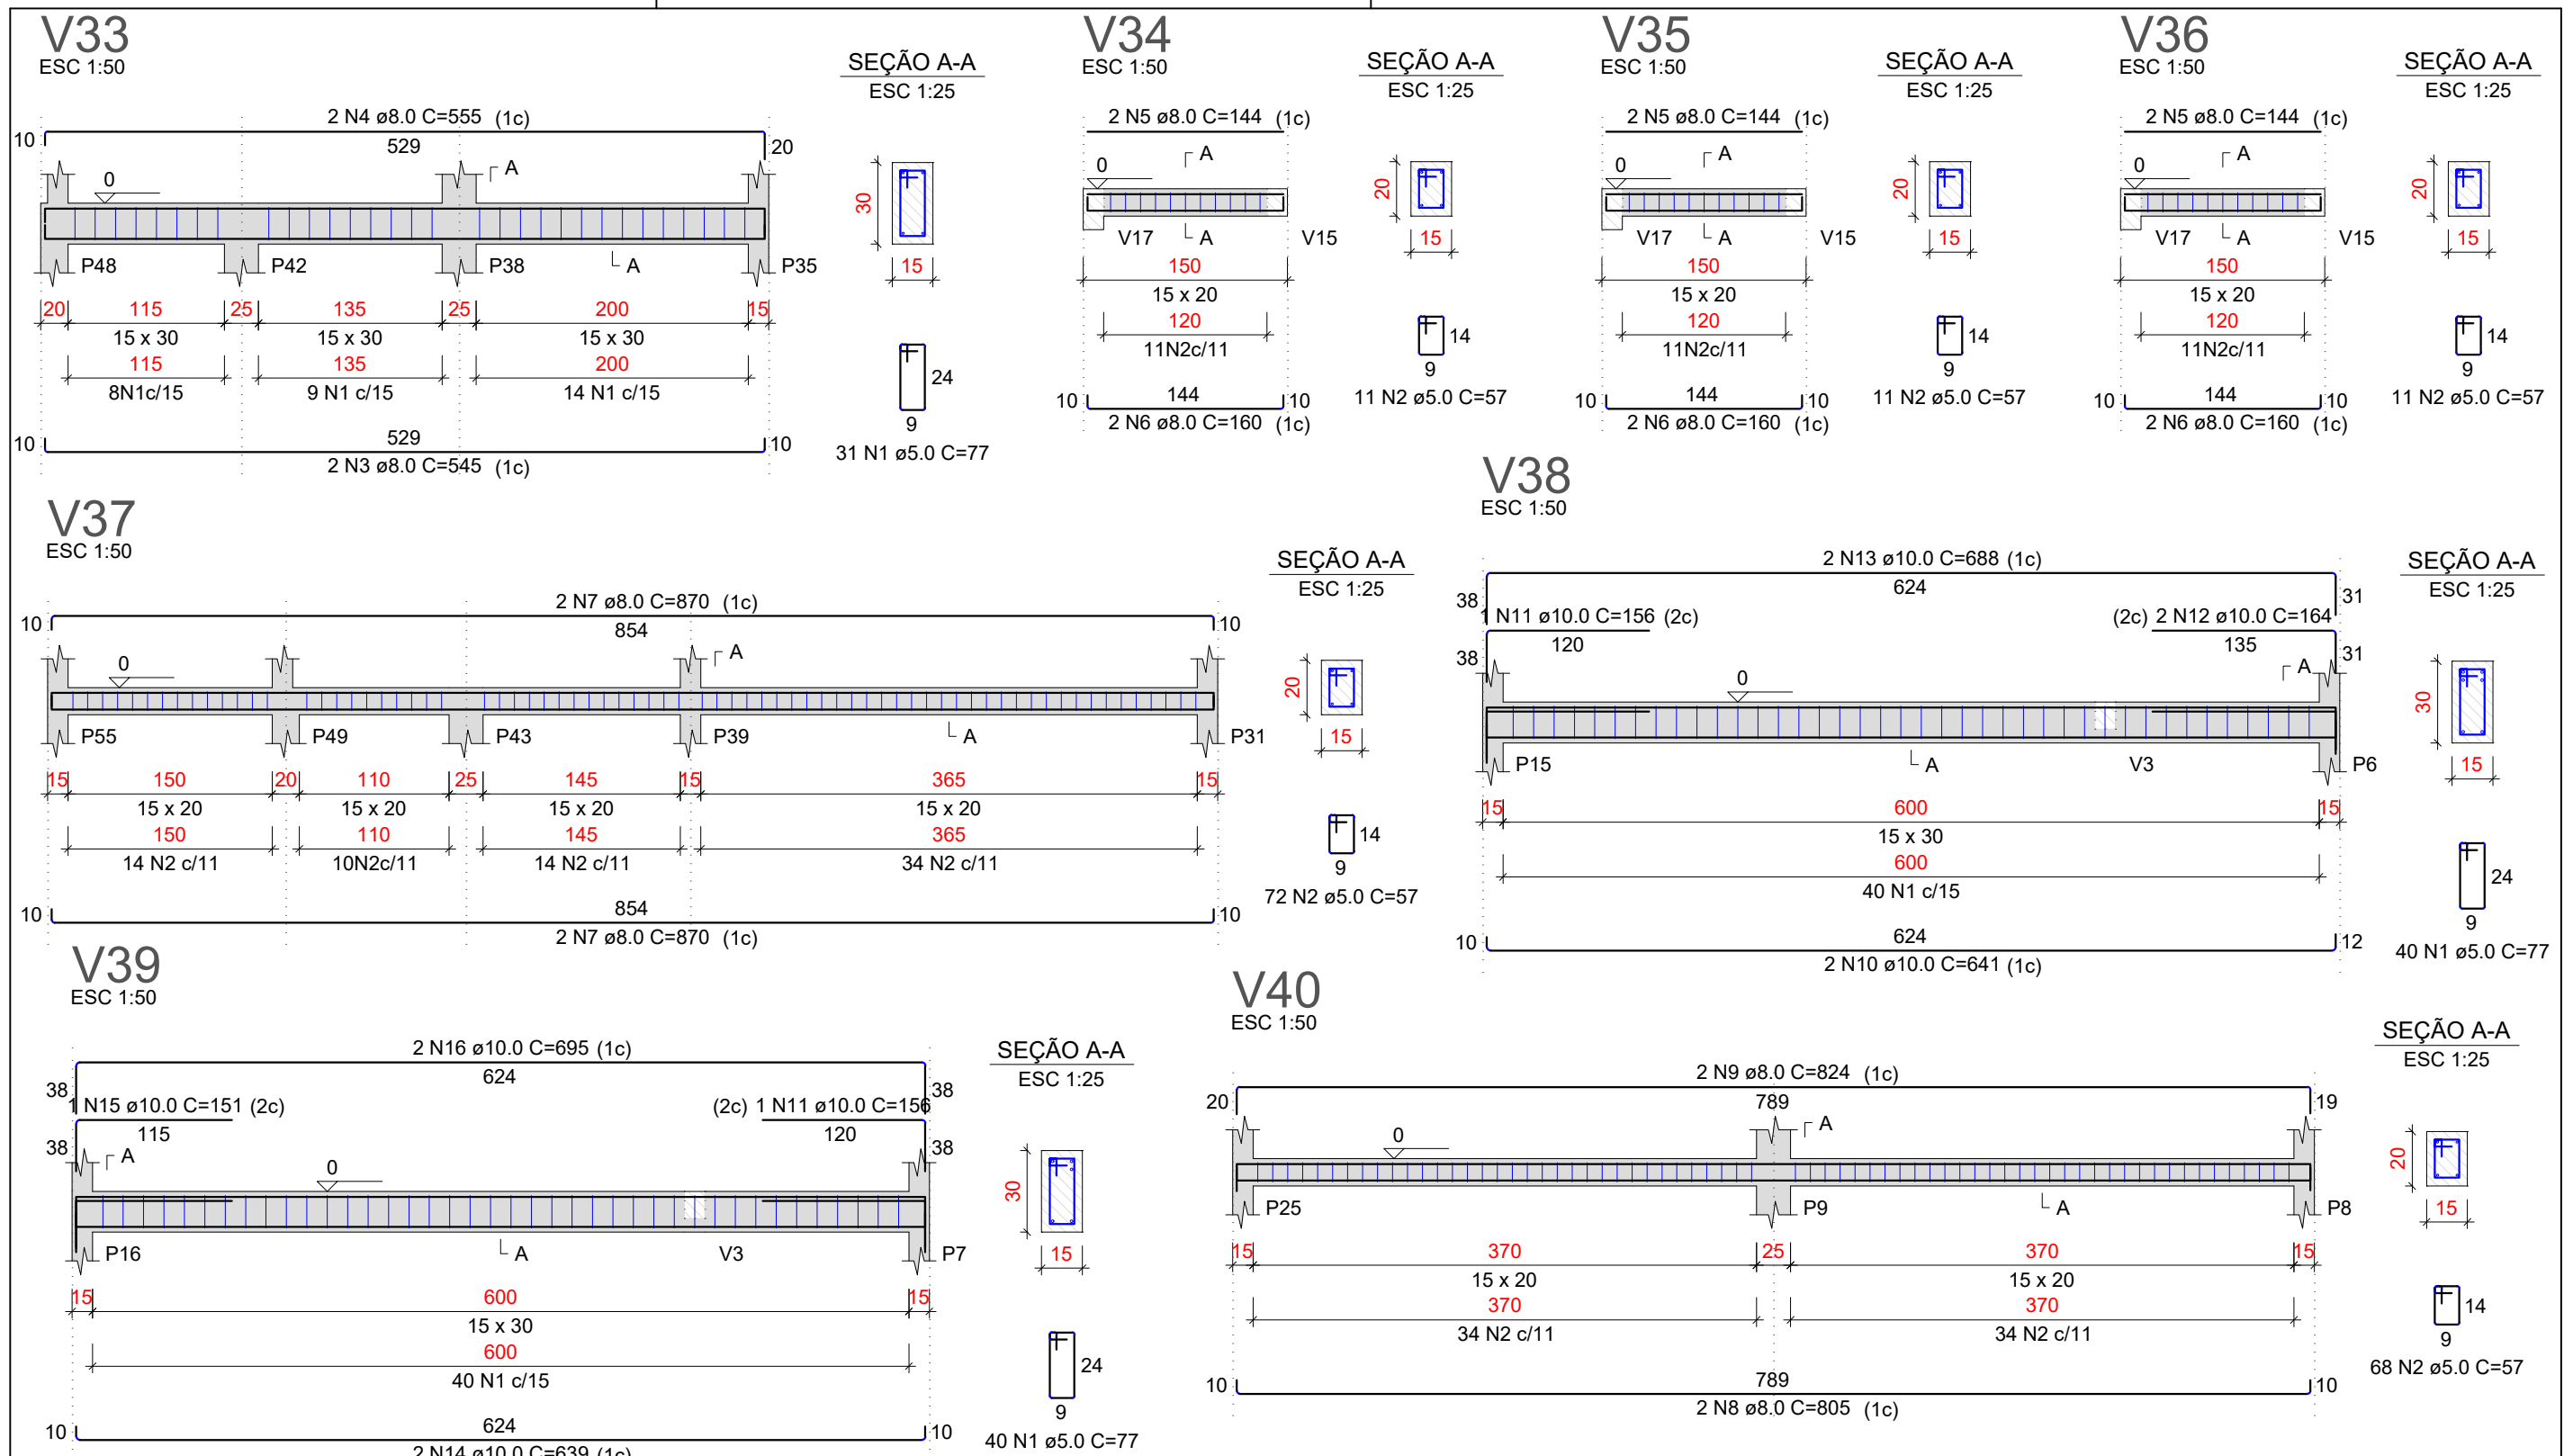 V33
ESC 1:50
SEÇÃO A-A
ESC 1:25
2 N4 ø8.0 C=555 (1c)
10
529
20
A
0
30
15
P48
P42
P38
A
P35
20 115 25 135 25 200 15
15 x 30 15 x 30 15 x 30
115 135 200
8N1c/15 9 N1 c/15 14 N1 c/15
24
9
31 N1 ø5.0 C=77
10 529 10
2 N3 ø8.0 C=545 (1c)
V34
ESC 1:50
SEÇÃO A-A
ESC 1:25
2 N5 ø8.0 C=144 (1c)
A
0
20
15
V17 A V15
150
15 x 20
120
11N2c/11
14
9
11 N2 ø5.0 C=57
10 144 10
2 N6 ø8.0 C=160 (1c)
V35
ESC 1:50
SEÇÃO A-A
ESC 1:25
2 N5 ø8.0 C=144 (1c)
A
0
20
15
V17 A V15
150
15 x 20
120
11N2c/11
14
9
11 N2 ø5.0 C=57
10 144 10
2 N6 ø8.0 C=160 (1c)
V36
ESC 1:50
SEÇÃO A-A
ESC 1:25
2 N5 ø8.0 C=144 (1c)
A
0
20
15
V17 A V15
150
15 x 20
120
11N2c/11
14
9
11 N2 ø5.0 C=57
10 144 10
2 N6 ø8.0 C=160 (1c)
V37
ESC 1:50
SEÇÃO A-A
ESC 1:25
2 N7 ø8.0 C=870 (1c)
10 854 10
A
0
20
15
P55 P49 P43 P39 A P31
15 150 20 110 25 145 15 365 15
15 x 20 15 x 20 15 x 20 15 x 20
150 110 145 365
14 N2 c/11 10N2c/11 14 N2 c/11 34 N2 c/11
14
9
72 N2 ø5.0 C=57
10 854 10
2 N7 ø8.0 C=870 (1c)
V38
ESC 1:50
SEÇÃO A-A
ESC 1:25
2 N13 ø10.0 C=688 (1c)
38 624 31
1 N11 ø10.0 C=156 (2c) (2c) 2 N12 ø10.0 C=164
38 120 135 31
A
0
30
15
P15 A V3 P6
15 600 15
15 x 30
600
40 N1 c/15
24
9
40 N1 ø5.0 C=77
10 624 12
2 N10 ø10.0 C=641 (1c)
V39
ESC 1:50
SEÇÃO A-A
ESC 1:25
2 N16 ø10.0 C=695 (1c)
38 624 38
1 N15 ø10.0 C=151 (2c) (2c) 1 N11 ø10.0 C=156
38 115 120 38
A
0
30
15
P16 A V3 P7
15 600 15
15 x 30
600
40 N1 c/15
24
9
40 N1 ø5.0 C=77
10 624 10
2 N14 ø10.0 C=639 (1c)
V40
ESC 1:50
SEÇÃO A-A
ESC 1:25
2 N9 ø8.0 C=824 (1c)
20 789 19
A
0
20
15
P25 P9 A P8
15 370 25 370 15
15 x 20 15 x 20
370 370
34 N2 c/11 34 N2 c/11
14
9
68 N2 ø5.0 C=57
10 789 10
2 N8 ø8.0 C=805 (1c)